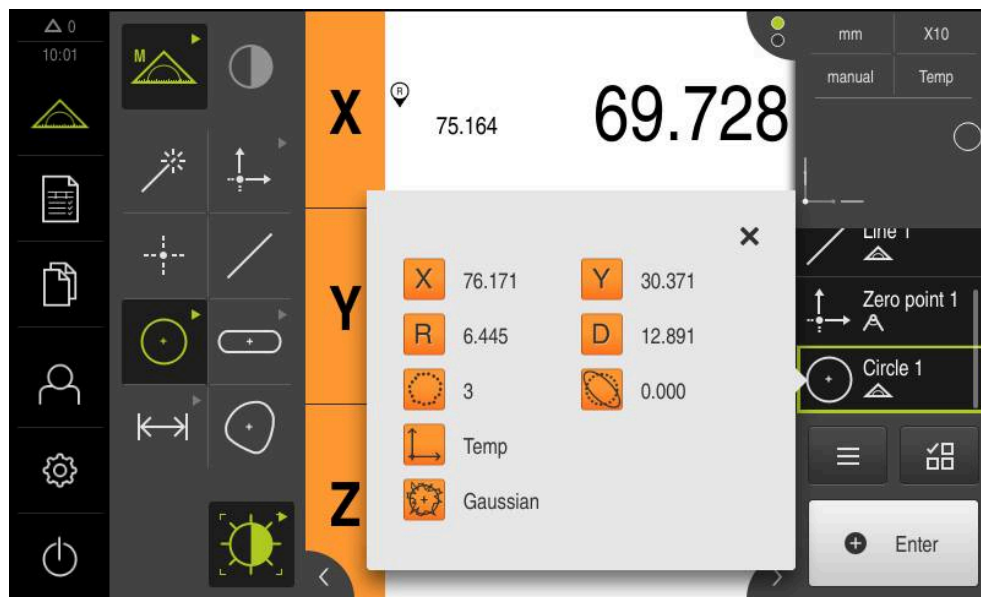 0
10:01
M
X
R
75.164
69.728
mm
X10
manual
Temp
Y
Z
X
76.171
Y
30.371
R
6.445
D
12.891
3
0.000
Temp
Gaussian
Line 1
Zero point 1
Circle 1
Enter